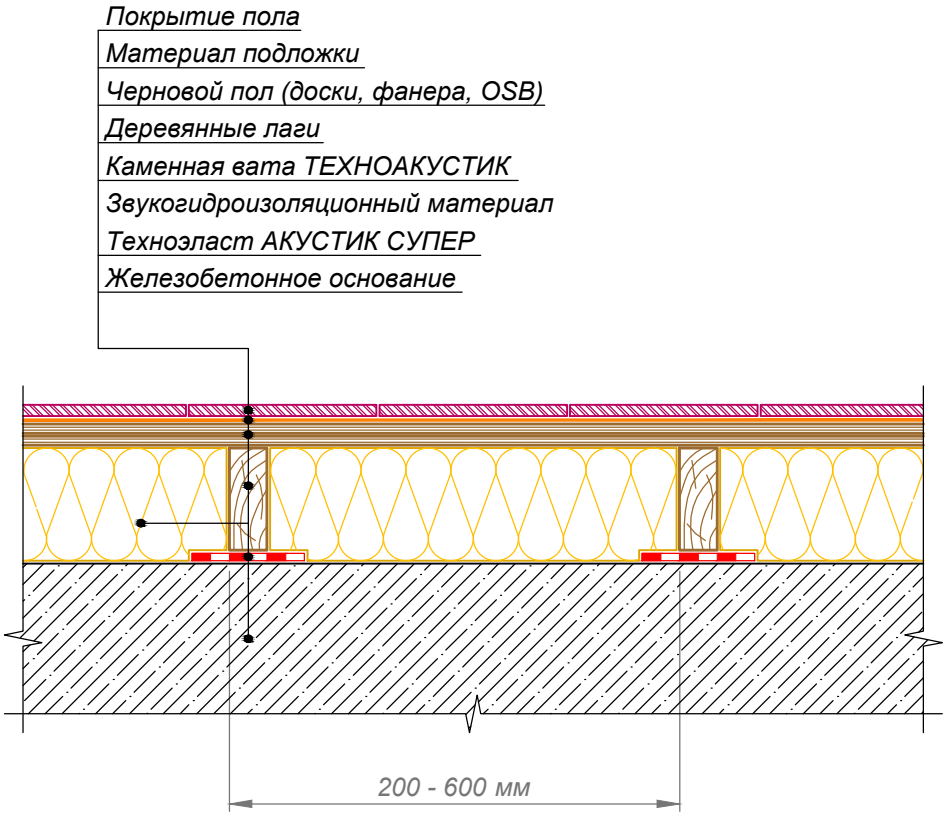 Покрытие пола
Материал подложки
Черновой пол (доски, фанера, OSB)
Деревянные лаги
Каменная вата ТЕХНОАКУСТИК
Звукогидроизоляционный материал
Техноэласт АКУСТИК СУПЕР
Железобетонное основание
200 - 600 мм